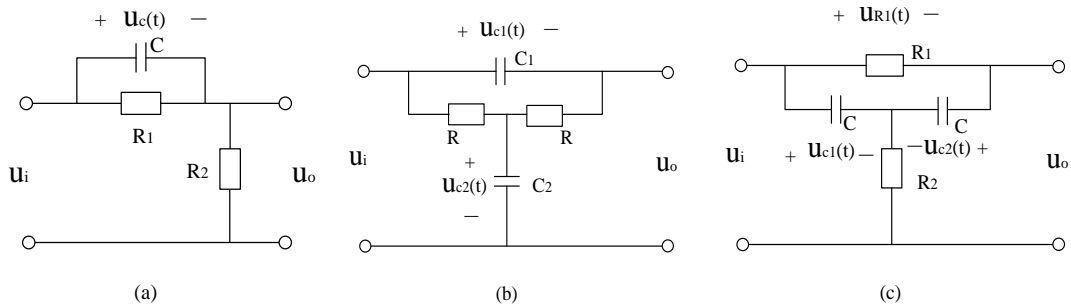 + uc(t) −
C
R1
R2
ui
uo
(a)
+ uc1(t) −
C1
R
R
ui
+
uc2(t)
−
C2
uo
(b)
+ uR1(t) −
R1
C
C
ui
+ uc1(t) −
− uc2(t) +
R2
uo
(c)